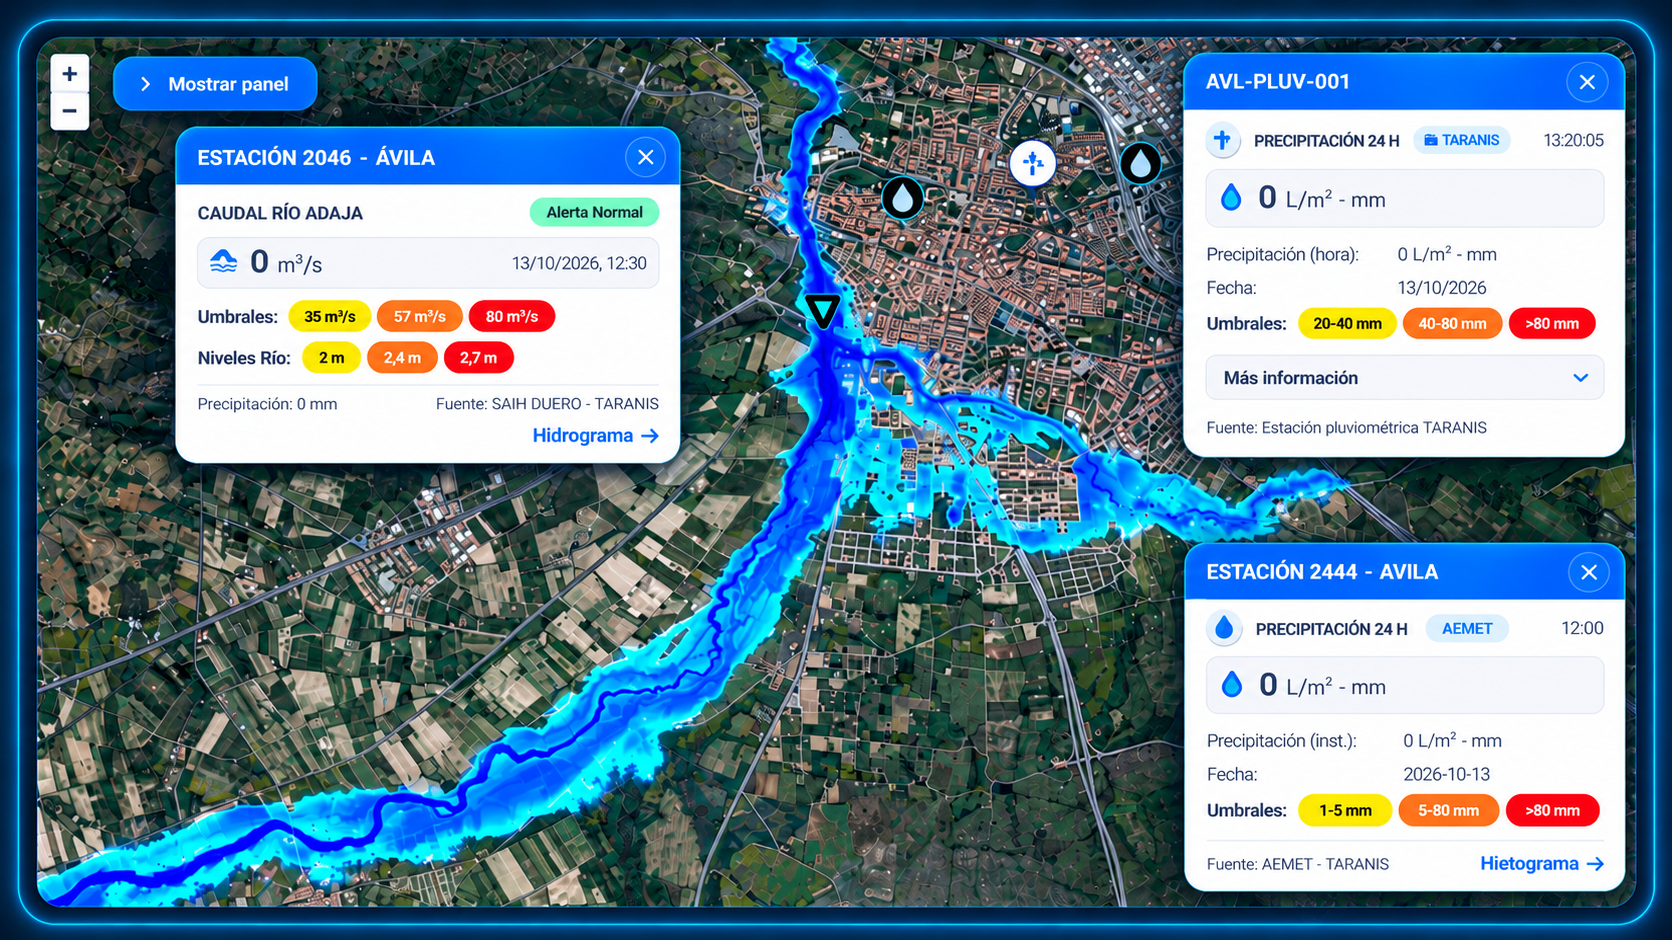 +
−
Mostrar panel
ESTACIÓN 2046 - ÁVILA
CAUDAL RÍO ADAJA
Alerta Normal
0 m³/s
13/10/2026, 12:30
Umbrales: 35 m³/s 57 m³/s 80 m³/s
Niveles Río: 2 m 2,4 m 2,7 m
Precipitación: 0 mm
Fuente: SAIH DUERO - TARANIS
Hidrograma →
AVL-PLUV-001
PRECIPITACIÓN 24 H TARANIS 13:20:05
0 L/m² - mm
Precipitación (hora): 0 L/m² - mm
Fecha: 13/10/2026
Umbrales: 20-40 mm 40-80 mm >80 mm
Más información
Fuente: Estación pluviométrica TARANIS
ESTACIÓN 2444 - AVILA
PRECIPITACIÓN 24 H AEMET 12:00
0 L/m² - mm
Precipitación (inst.): 0 L/m² - mm
Fecha: 2026-10-13
Umbrales: 1-5 mm 5-80 mm >80 mm
Fuente: AEMET - TARANIS
Hietograma →